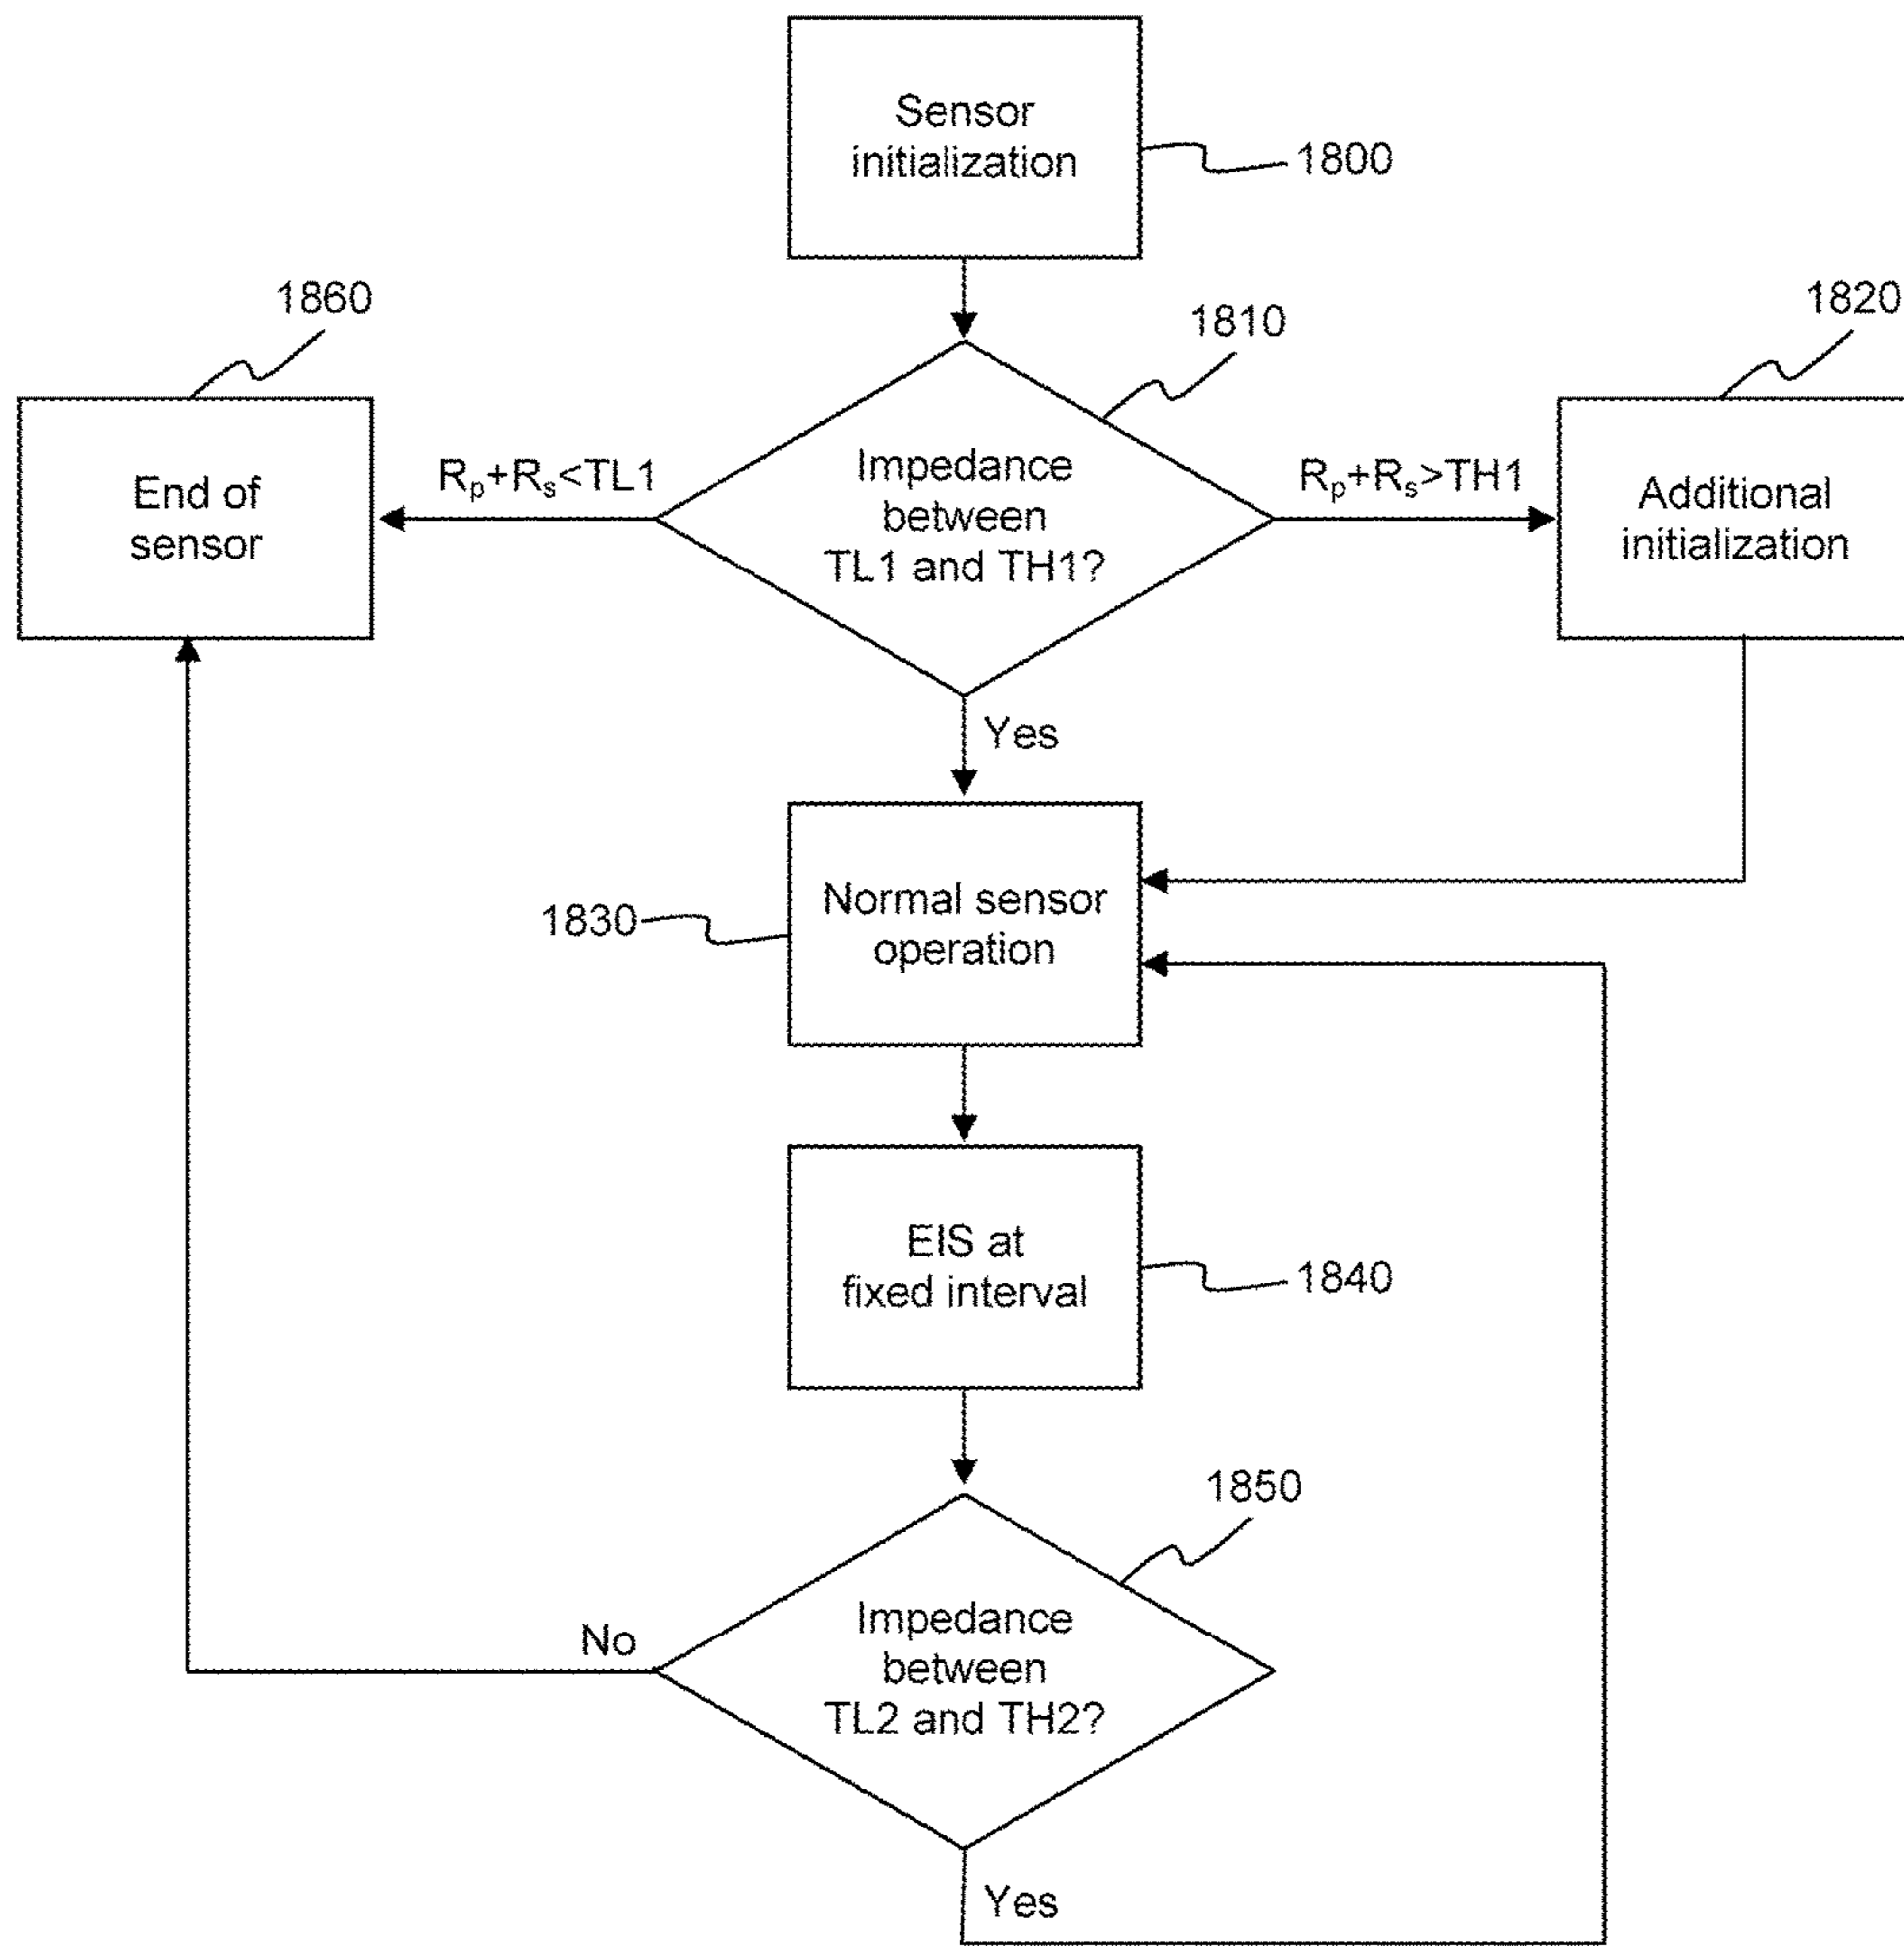 Sensor
initialization
1800
1860
1810
1820
End of
sensor
Rₚ+Rₛ<TL1
Impedance
between
TL1 and TH1?
Rₚ+Rₛ>TH1
Additional
initialization
Yes
1830
Normal sensor
operation
EIS at
fixed interval
1840
1850
No
Impedance
between
TL2 and TH2?
Yes